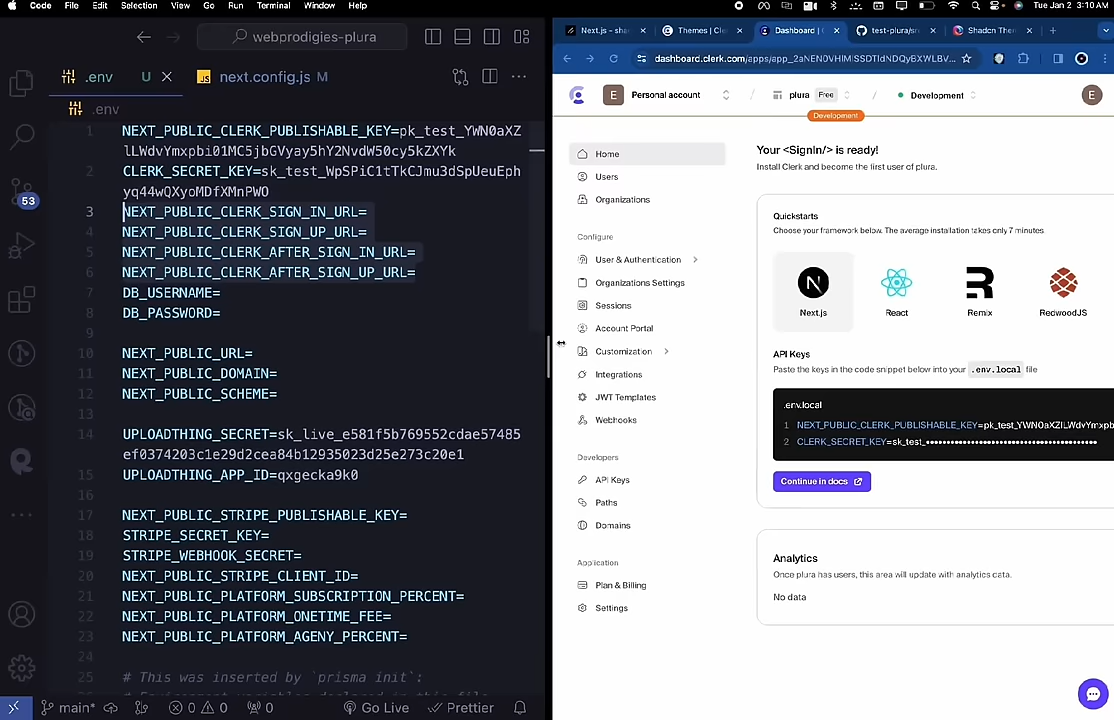 Code File Edit Selection View Go Run Terminal Window Help
Tue Jan 2 3:10 AM
webprodigies-plura
.env U
next.config.js M
.env
1 NEXT_PUBLIC_CLERK_PUBLISHABLE_KEY=pk_test_YWN0aXZ
lLWdvYmxpbi01MC5jbGVyay5hY2NvdW50cy5kZXYk
2 CLERK_SECRET_KEY=sk_test_WpSPiC1tTkCJmu3dSpUeuEph
yq44wQXyoMDfXMnPWO
3 NEXT_PUBLIC_CLERK_SIGN_IN_URL=
4 NEXT_PUBLIC_CLERK_SIGN_UP_URL=
5 NEXT_PUBLIC_CLERK_AFTER_SIGN_IN_URL=
6 NEXT_PUBLIC_CLERK_AFTER_SIGN_UP_URL=
7 DB_USERNAME=
8 DB_PASSWORD=
9
10 NEXT_PUBLIC_URL=
11 NEXT_PUBLIC_DOMAIN=
12 NEXT_PUBLIC_SCHEME=
13
14 UPLOADTHING_SECRET=sk_live_e581f5b769552cdae57485
ef0374203c1e29d2cea84b12935023d25e273c20e1
15 UPLOADTHING_APP_ID=qxgecka9k0
16
17 NEXT_PUBLIC_STRIPE_PUBLISHABLE_KEY=
18 STRIPE_SECRET_KEY=
19 STRIPE_WEBHOOK_SECRET=
20 NEXT_PUBLIC_STRIPE_CLIENT_ID=
21 NEXT_PUBLIC_PLATFORM_SUBSCRIPTION_PERCENT=
22 NEXT_PUBLIC_PLATFORM_ONETIME_FEE=
23 NEXT_PUBLIC_PLATFORM_AGENY_PERCENT=
24
25 # This was inserted by `prisma init`:
53
main* 0 0 0 Go Live Prettier
Next.js - sha
Themes | Cle
Dashboard |
test-plura/sr
Shadcn The
Personal account
plura Free
Development
Development
E
E
Home
Users
Organizations
Configure
User & Authentication
Organizations Settings
Sessions
Account Portal
Customization
Integrations
JWT Templates
Webhooks
Developers
API Keys
Paths
Domains
Application
Plan & Billing
Settings
Your <SignIn/> is ready!
Install Clerk and become the first user of plura.
Quickstarts
Choose your framework below. The average installation takes only 7 minutes
Next.js
React
Remix
RedwoodJS
API Keys
Paste the keys in the code snippet below into your .env.local file
.env.local
1 NEXT_PUBLIC_CLERK_PUBLISHABLE_KEY=pk_test_YWN0aXZlLWdvYmxpb
2 CLERK_SECRET_KEY=sk_test_••••••••••••••••••••••••••••••••••••••••
Continue in docs
Analytics
Once plura has users, this area will update with analytics data.
No data